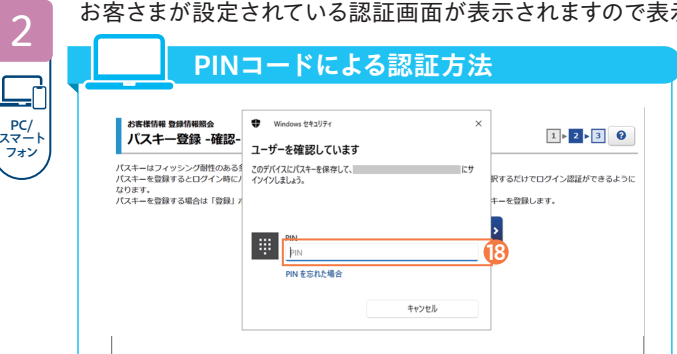 2
お客さまが設定されている認証画面が表示されますので表示
PC/
スマート
フォン
PINコードによる認証方法
お客様情報 登録情報照会
パスキー登録 -確認-
1 2 3 ?
Windows セキュリティ ×
ユーザーを確認しています
このデバイスにパスキーを保存して、 にサ
インインしましょう。
パスキーはフィッシング耐性のある
パスキーを登録するとログイン時に
択するだけでログイン認証ができるように
なります。
パスキーを登録する場合は「登録」
キーを登録します。
PIN
PIN
18
PIN を忘れた場合
キャンセル